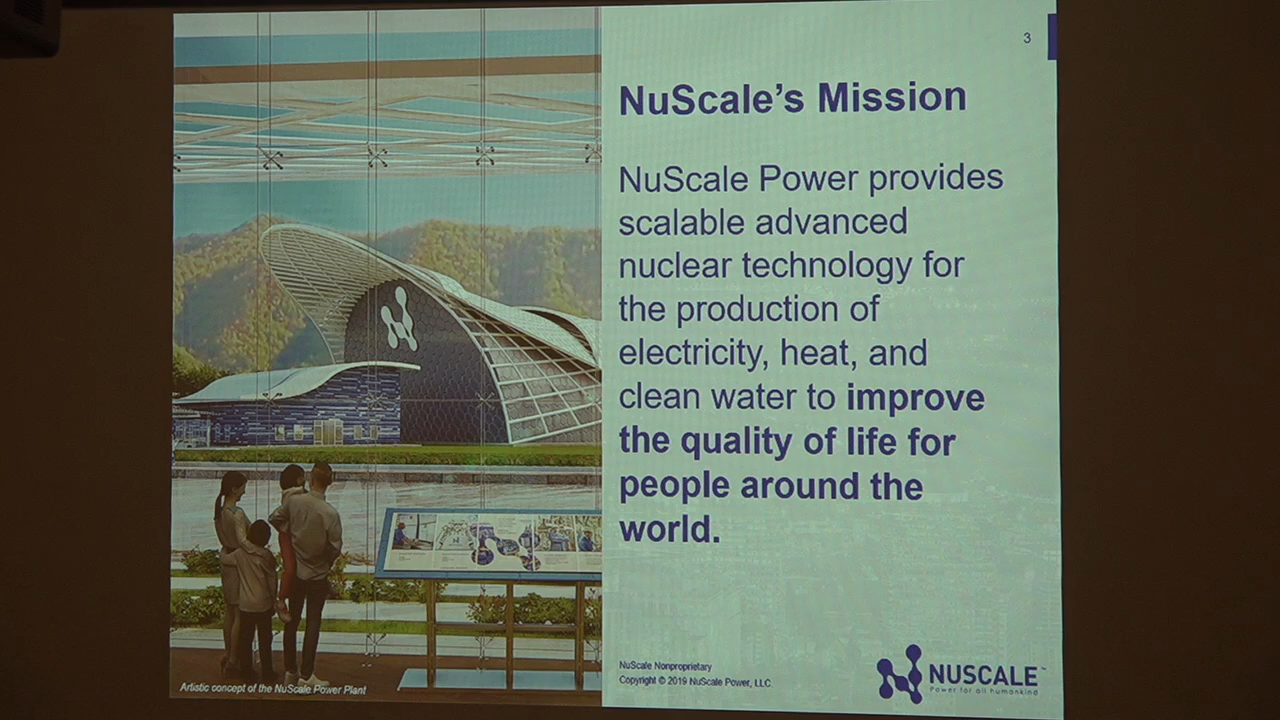 3
NuScale's Mission
NuScale Power provides
scalable advanced
nuclear technology for
the production of
electricity, heat, and
clean water to improve
the quality of life for
people around the
world.
Artistic concept of the NuScale Power Plant
NuScale Nonproprietary
Copyright © 2019 NuScale Power, LLC.
NUSCALE™
Power for all humankind